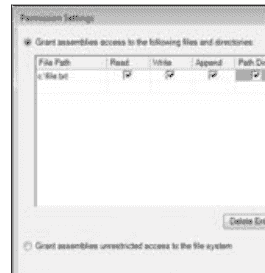 Permission Settings
Grant assemblies access to the following files and directories:
File Path Read Write Append Path Di
c:\file.txt
Delete Ent
Grant assemblies unrestricted access to the file system